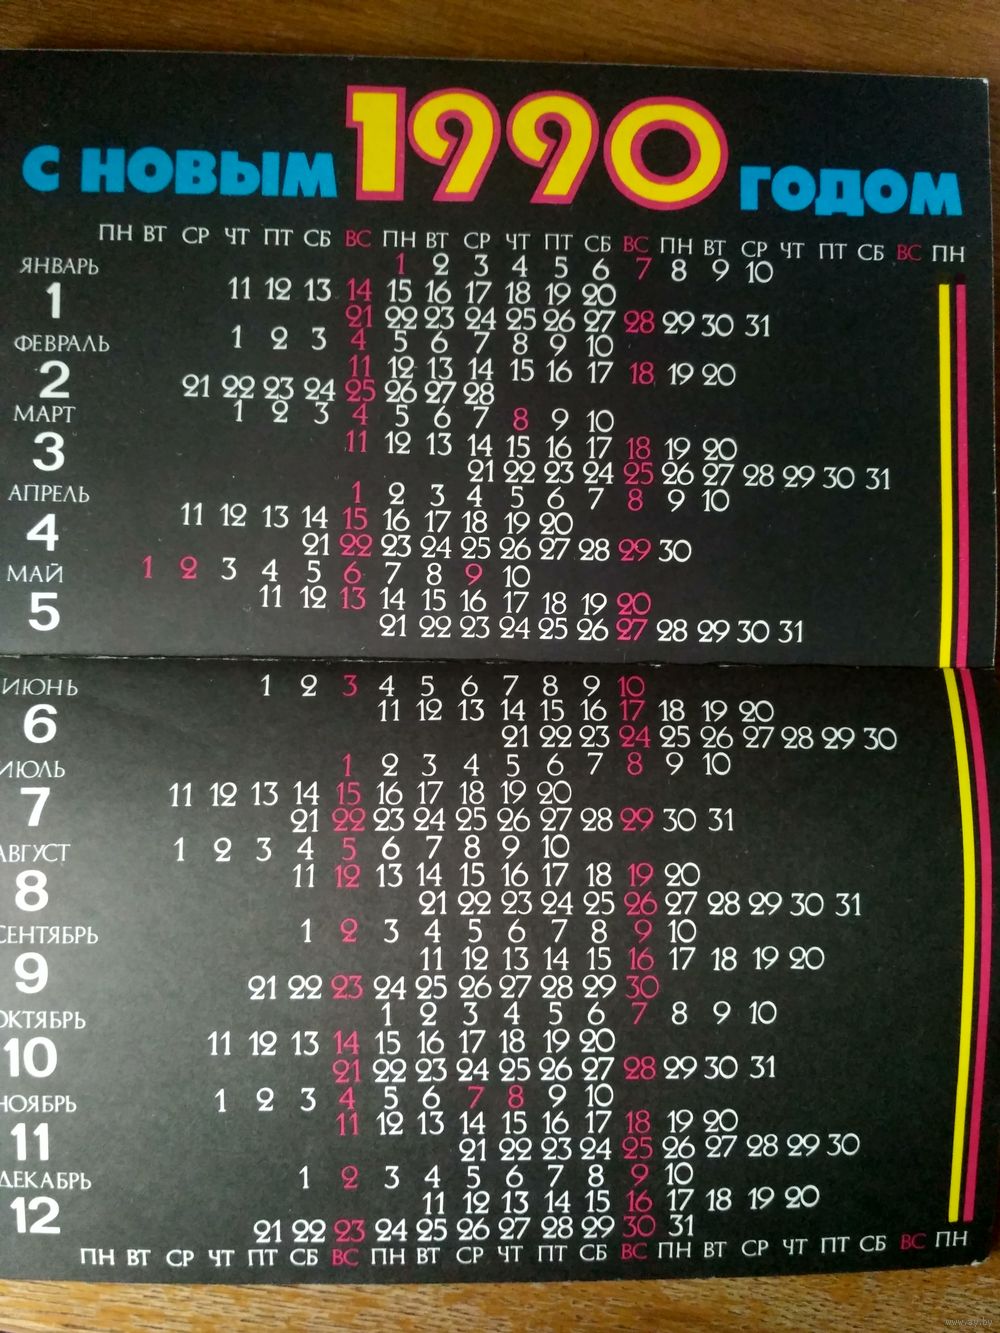 С НОВЫМ 1990 ГОДОМ
ПН ВТ СР ЧТ ПТ СБ ВС ПН ВТ СР ЧТ ПТ СБ ВС ПН ВТ СР ЧТ ПТ СБ ВС ПН
ЯНВАРЬ 1 2 3 4 5 6 7 8 9 10
1 11 12 13 14 15 16 17 18 19 20
21 22 23 24 25 26 27 28 29 30 31
ФЕВРАЛЬ 1 2 3 4 5 6 7 8 9 10
2 11 12 13 14 15 16 17 18 19 20
21 22 23 24 25 26 27 28
МАРТ 1 2 3 4 5 6 7 8 9 10
3 11 12 13 14 15 16 17 18 19 20
21 22 23 24 25 26 27 28 29 30 31
АПРЕЛЬ 1 2 3 4 5 6 7 8 9 10
4 11 12 13 14 15 16 17 18 19 20
21 22 23 24 25 26 27 28 29 30
МАЙ 1 2 3 4 5 6 7 8 9 10
5 11 12 13 14 15 16 17 18 19 20
21 22 23 24 25 26 27 28 29 30 31
ИЮНЬ 1 2 3 4 5 6 7 8 9 10
6 11 12 13 14 15 16 17 18 19 20
21 22 23 24 25 26 27 28 29 30
ИЮЛЬ 1 2 3 4 5 6 7 8 9 10
7 11 12 13 14 15 16 17 18 19 20
21 22 23 24 25 26 27 28 29 30 31
АВГУСТ 1 2 3 4 5 6 7 8 9 10
8 11 12 13 14 15 16 17 18 19 20
21 22 23 24 25 26 27 28 29 30 31
СЕНТЯБРЬ 1 2 3 4 5 6 7 8 9 10
9 11 12 13 14 15 16 17 18 19 20
21 22 23 24 25 26 27 28 29 30
ОКТЯБРЬ 1 2 3 4 5 6 7 8 9 10
10 11 12 13 14 15 16 17 18 19 20
21 22 23 24 25 26 27 28 29 30 31
НОЯБРЬ 1 2 3 4 5 6 7 8 9 10
11 11 12 13 14 15 16 17 18 19 20
21 22 23 24 25 26 27 28 29 30
ДЕКАБРЬ 1 2 3 4 5 6 7 8 9 10
12 11 12 13 14 15 16 17 18 19 20
21 22 23 24 25 26 27 28 29 30 31
ПН ВТ СР ЧТ ПТ СБ ВС ПН ВТ СР ЧТ ПТ СБ ВС ПН ВТ СР ЧТ ПТ СБ ВС ПН
www.ay.by